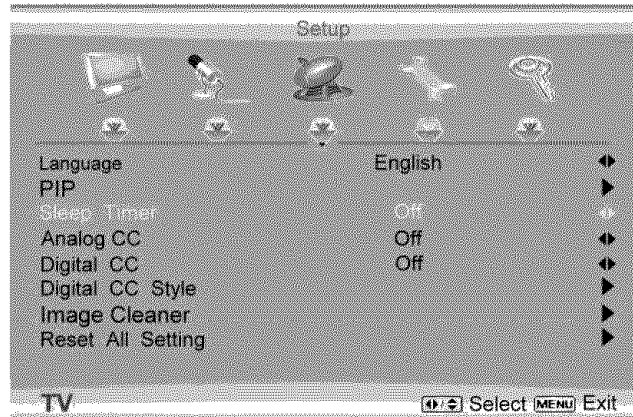 Setup
Language English
PIP
Sleep Timer Off
Analog CC Off
Digital CC Off
Digital CC Style
Image Cleaner
Reset All Setting
TV Select MENU Exit